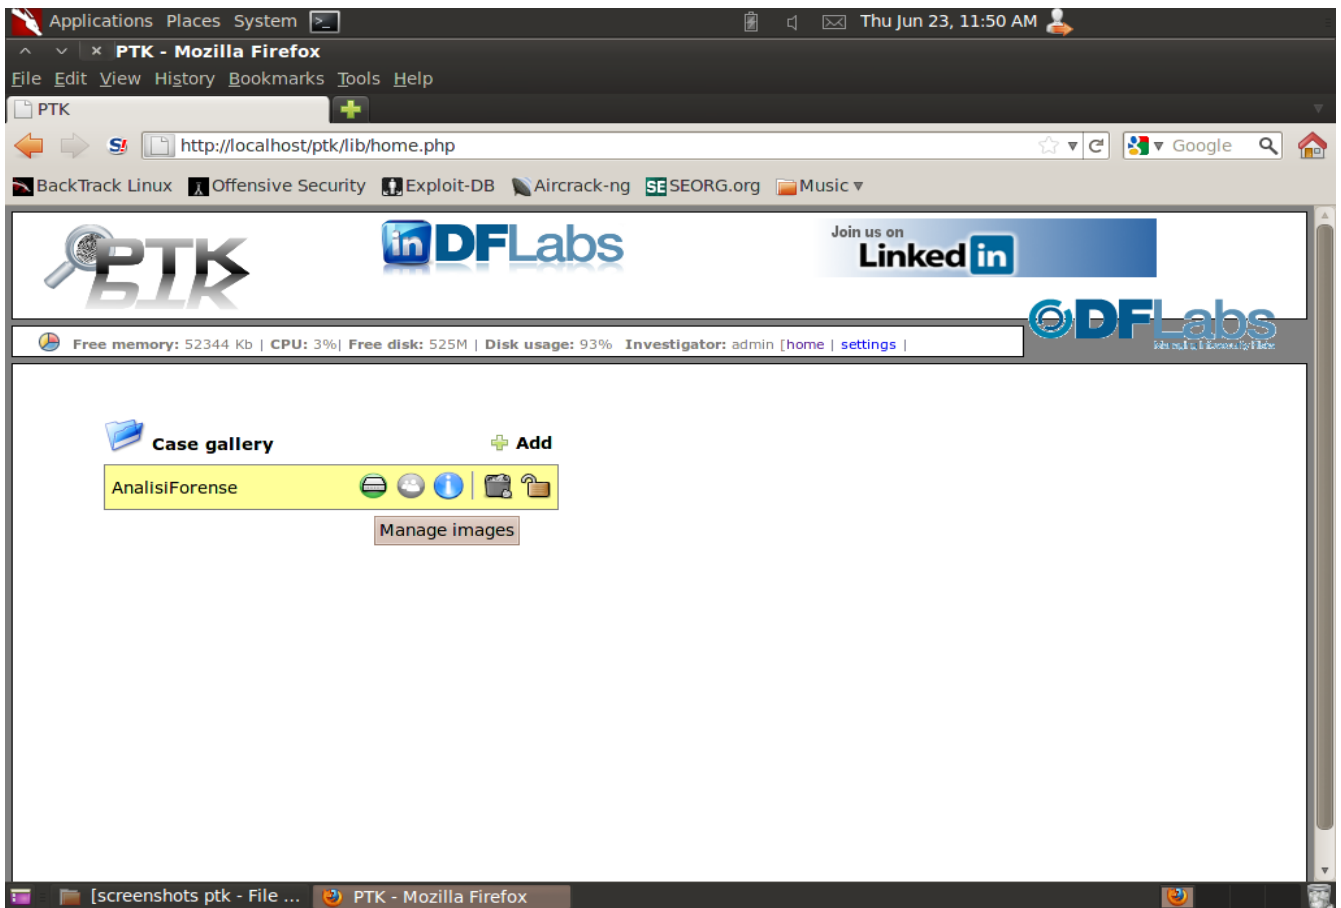 Applications Places System Thu Jun 23, 11:50 AM
PTK - Mozilla Firefox
File Edit View History Bookmarks Tools Help
PTK
http://localhost/ptk/lib/home.php Google
BackTrack Linux Offensive Security Exploit-DB Aircrack-ng SE SEORG.org Music
PTK
in DFLabs
Join us on
Linked in
DFLabs
Free memory: 52344 Kb | CPU: 3%| Free disk: 525M | Disk usage: 93% Investigator: admin [home | settings |
Case gallery Add
AnalisiForense
Manage images
[screenshots ptk - File ... PTK - Mozilla Firefox